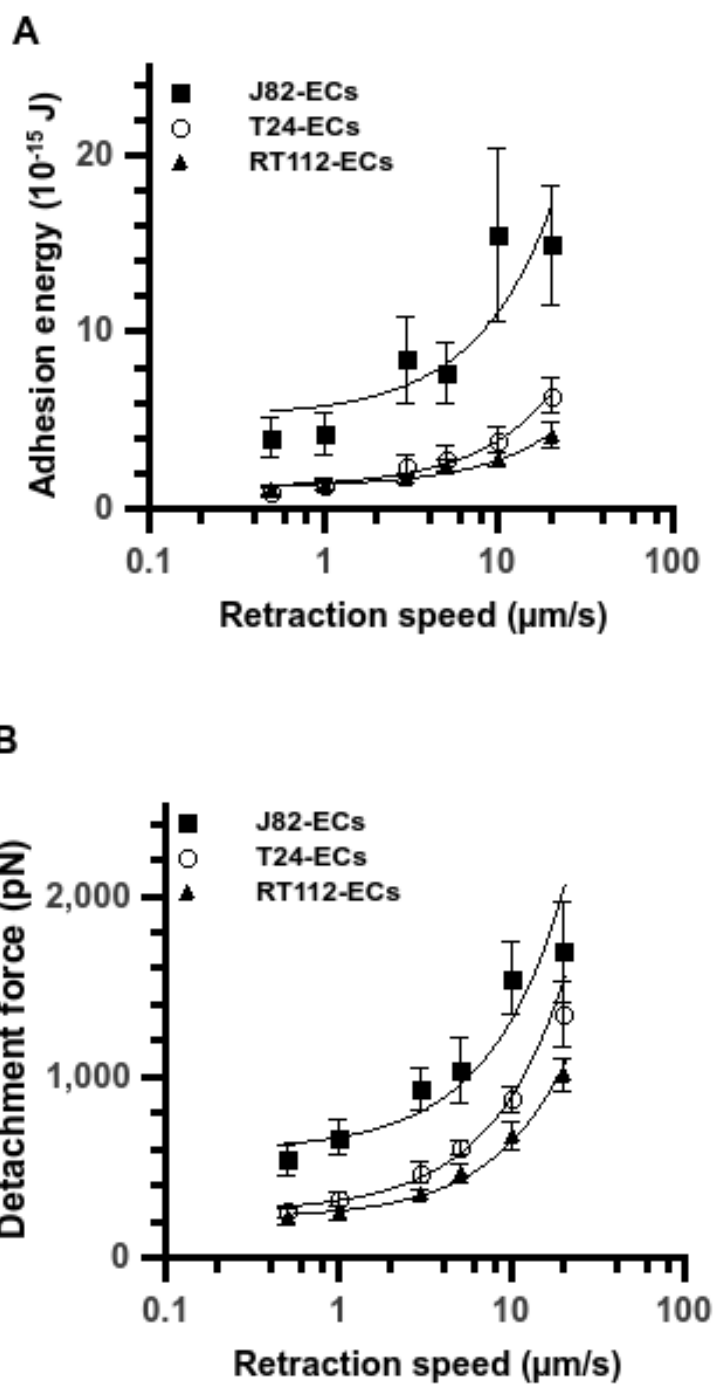 A
J82-ECs
T24-ECs
RT112-ECs
Adhesion energy (10⁻¹⁵ J)
20
10
0
0.1 1 10 100
Retraction speed (µm/s)
B
J82-ECs
T24-ECs
RT112-ECs
Detachment force (pN)
2,000
1,000
0
0.1 1 10 100
Retraction speed (µm/s)